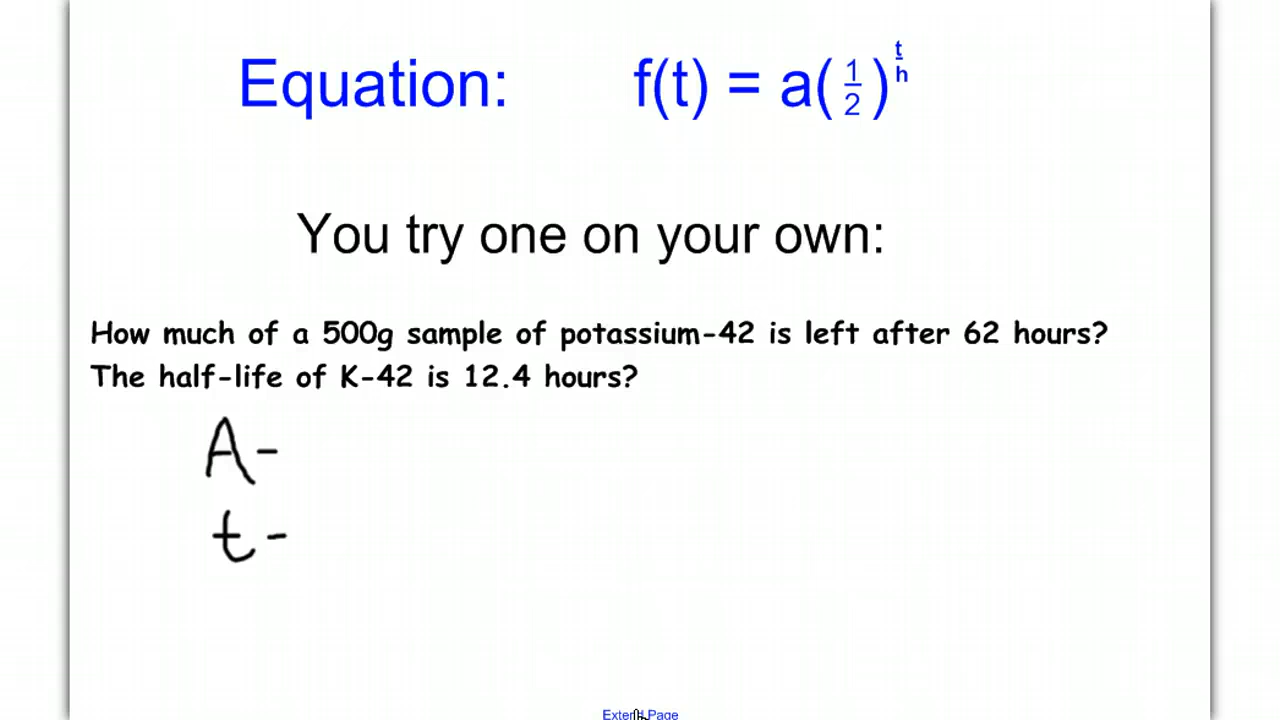 Equation: f(t) = a(1/2)^t/h
You try one on your own:
How much of a 500g sample of potassium-42 is left after 62 hours?
The half-life of K-42 is 12.4 hours?
A-
t-
Extend Page